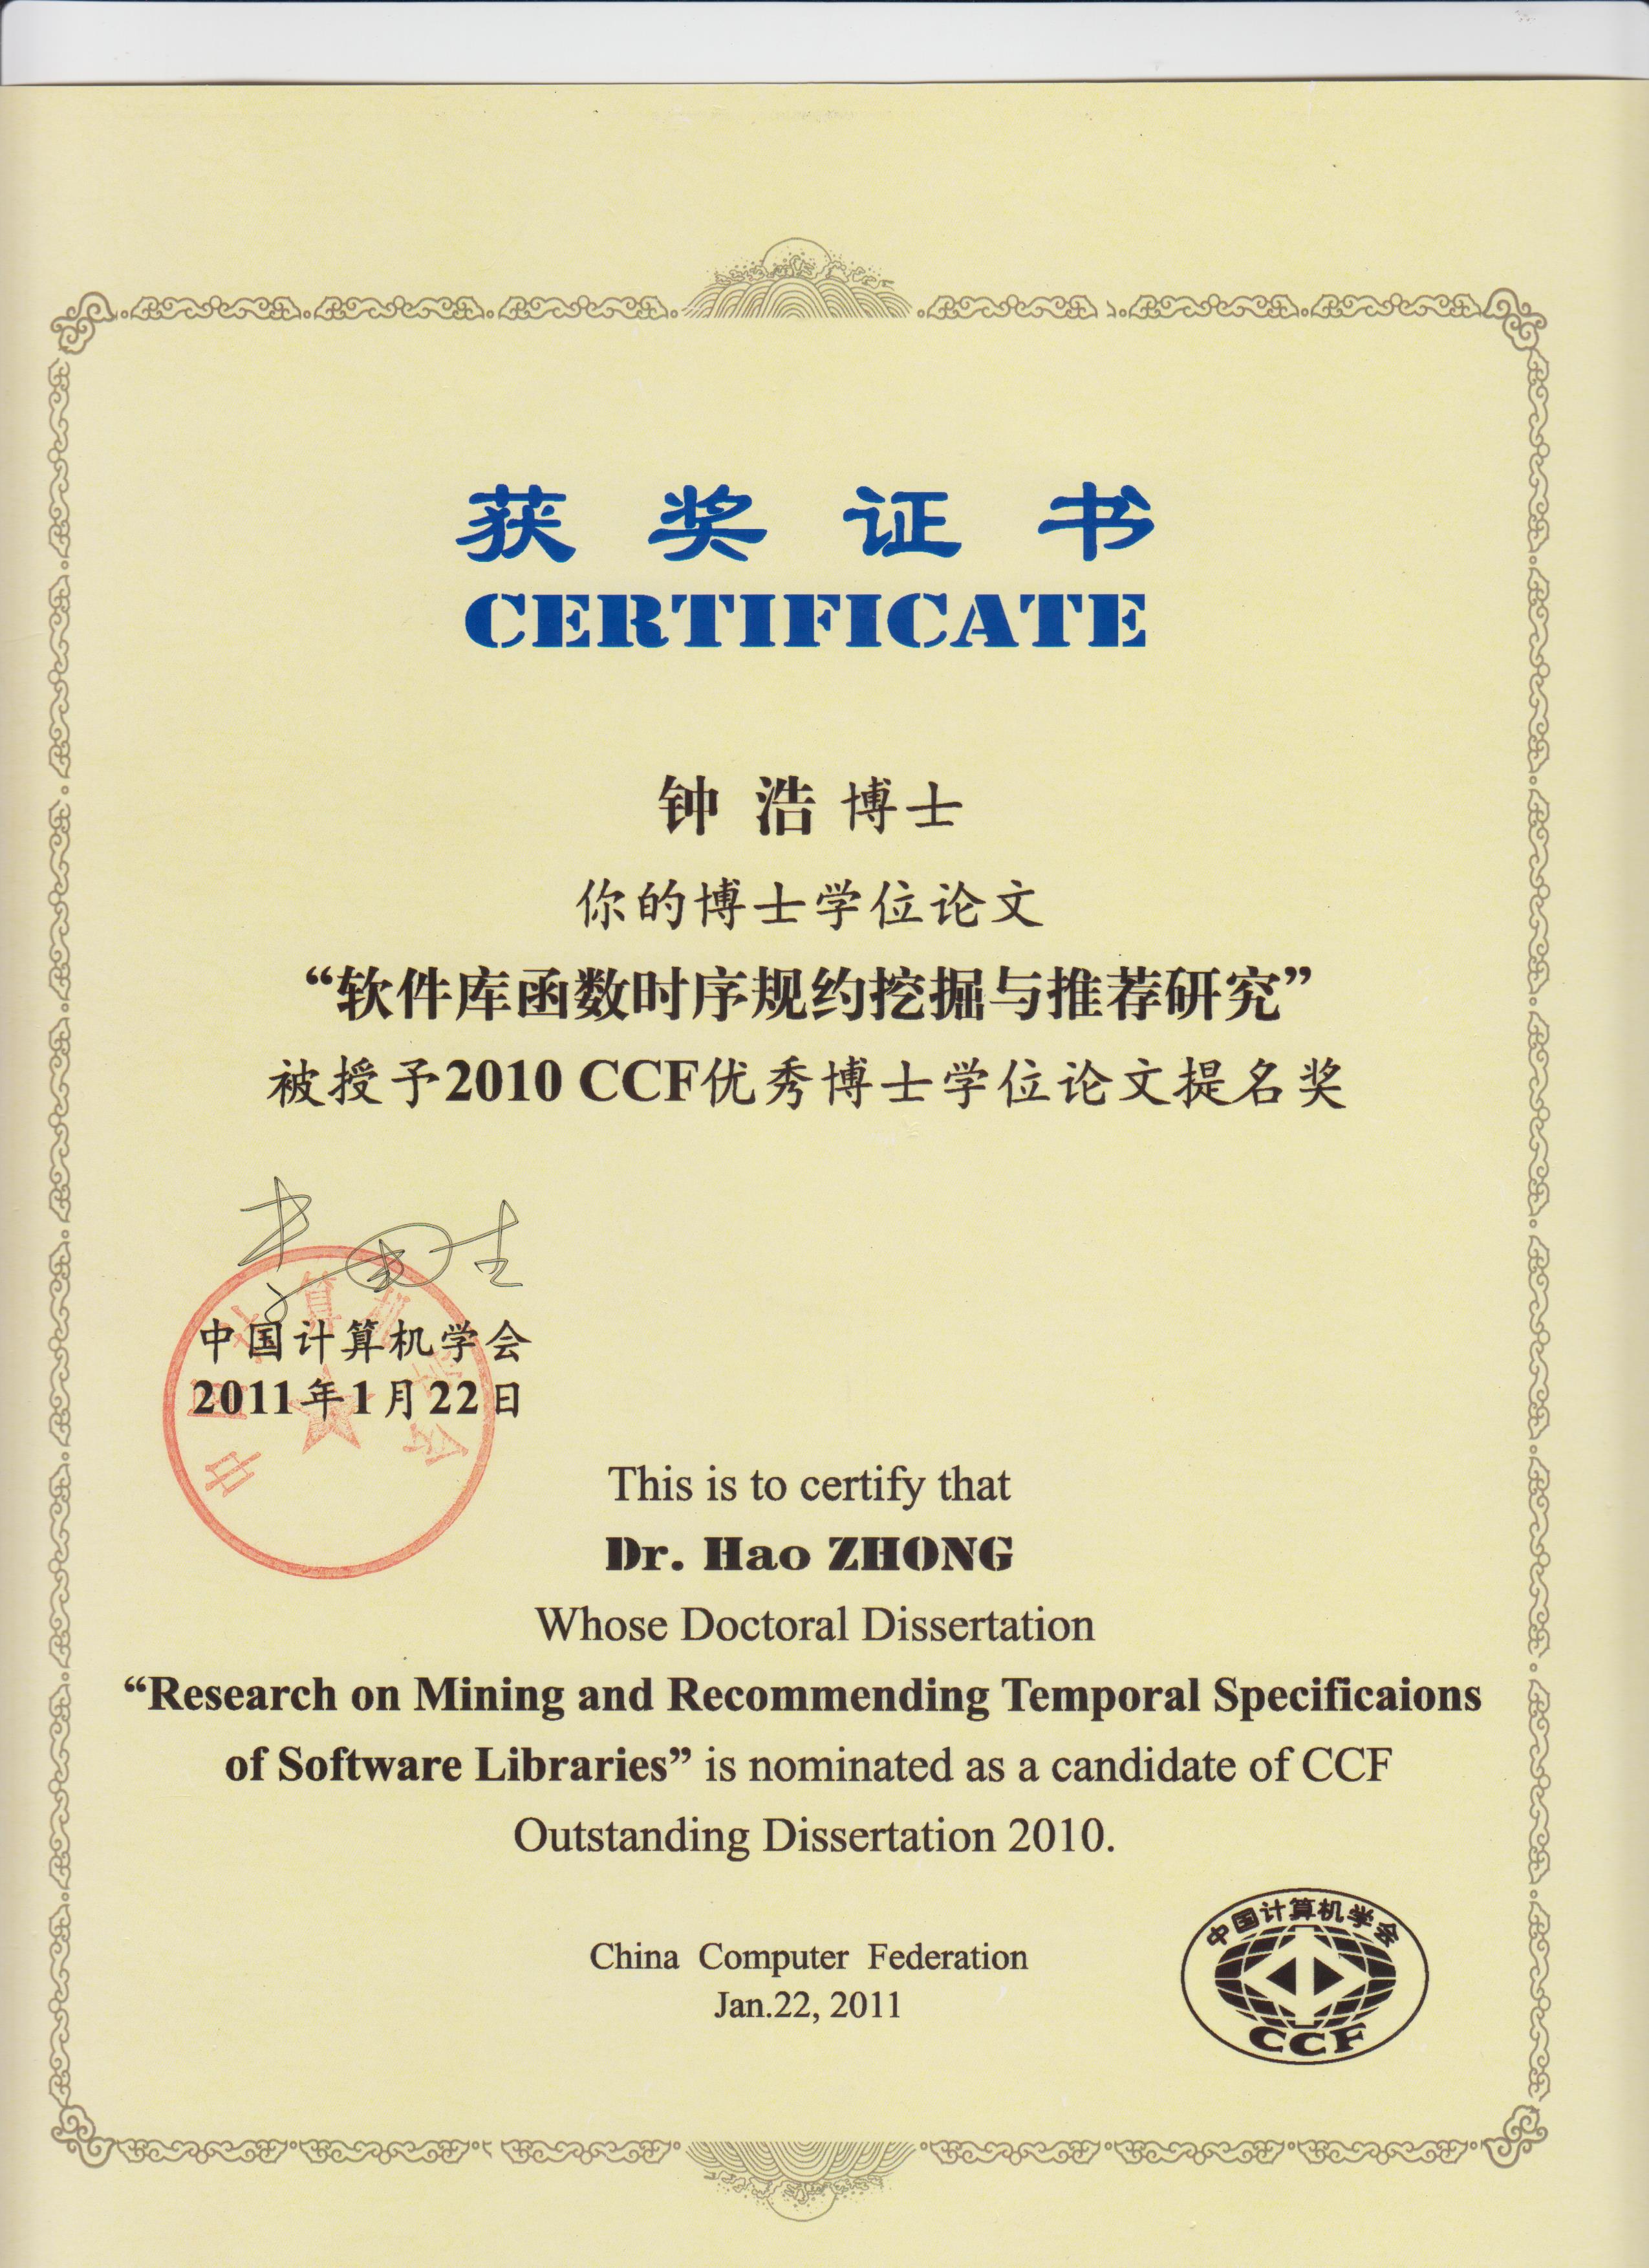 获奖证书
CERTIFICATE
钟 浩 博士
你的博士学位论文
“软件库函数时序规约挖掘与推荐研究”
被授予2010 CCF优秀博士学位论文提名奖
中国计算机学会
2011年1月22日
中国计算机学会
This is to certify that
Dr. Hao ZHONG
Whose Doctoral Dissertation
“Research on Mining and Recommending Temporal Specificaions
of Software Libraries” is nominated as a candidate of CCF
Outstanding Dissertation 2010.
China Computer Federation
Jan.22, 2011
中国计算机学会
CCF